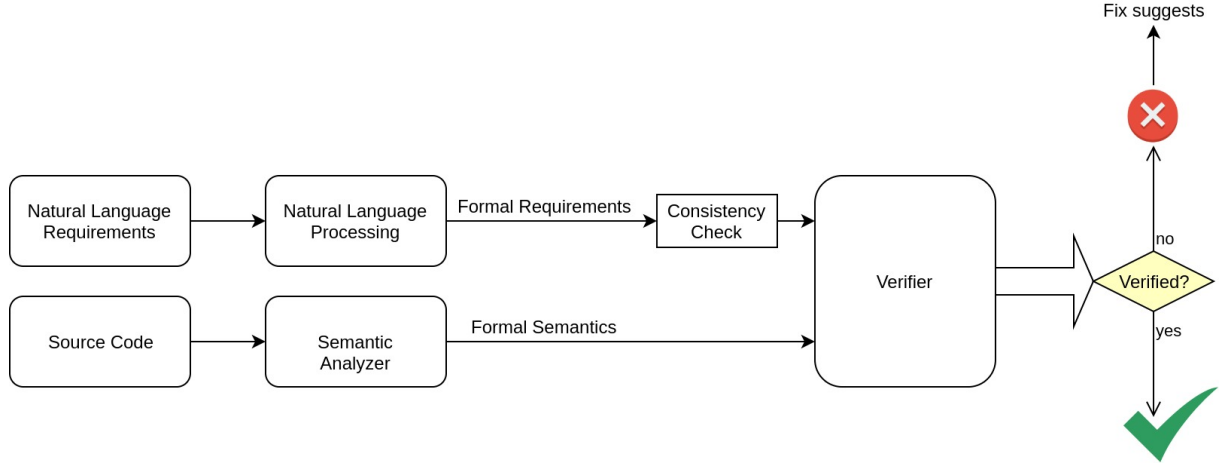 Fix suggests
Natural Language
Requirements
Natural Language
Processing
Formal Requirements
Consistency
Check
Verifier
no
Verified?
yes
Source Code
Semantic
Analyzer
Formal Semantics